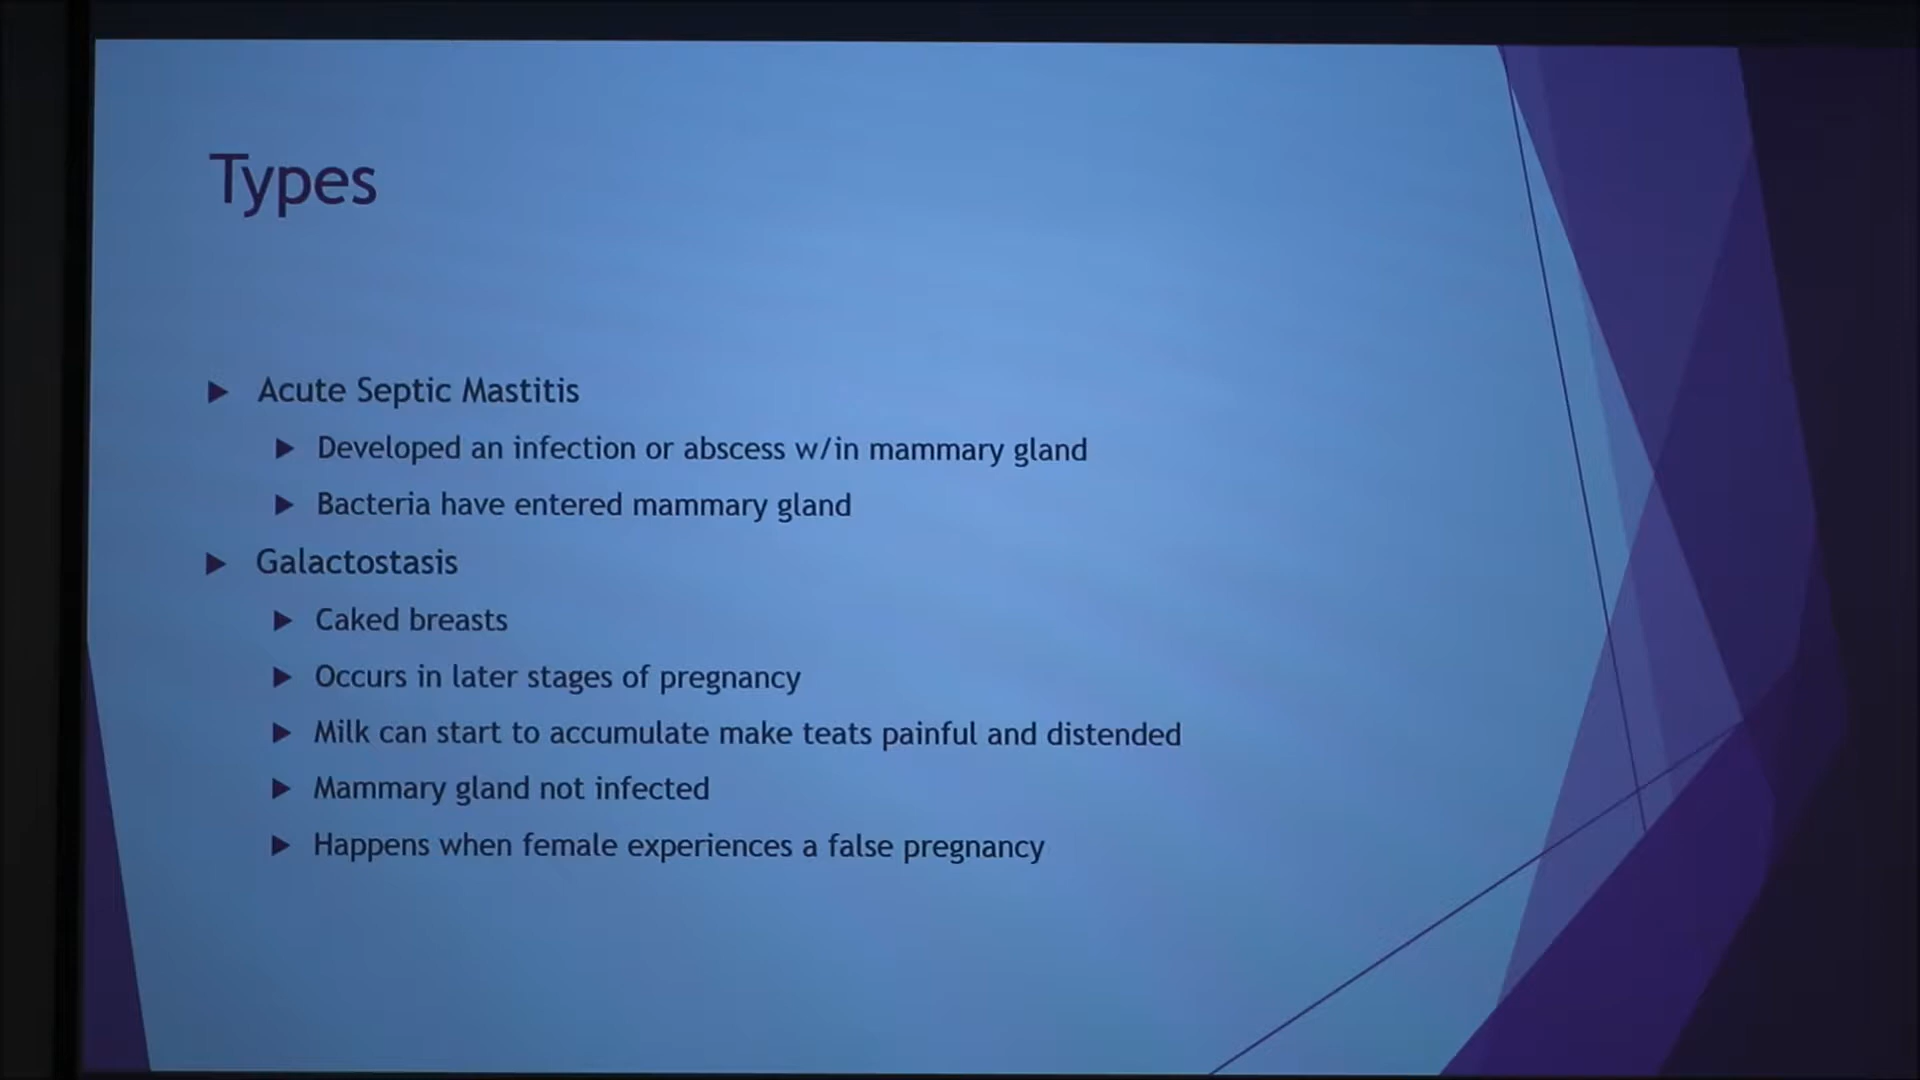 Types
Acute Septic Mastitis
Developed an infection or abscess w/in mammary gland
Bacteria have entered mammary gland
Galactostasis
Caked breasts
Occurs in later stages of pregnancy
Milk can start to accumulate make teats painful and distended
Mammary gland not infected
Happens when female experiences a false pregnancy